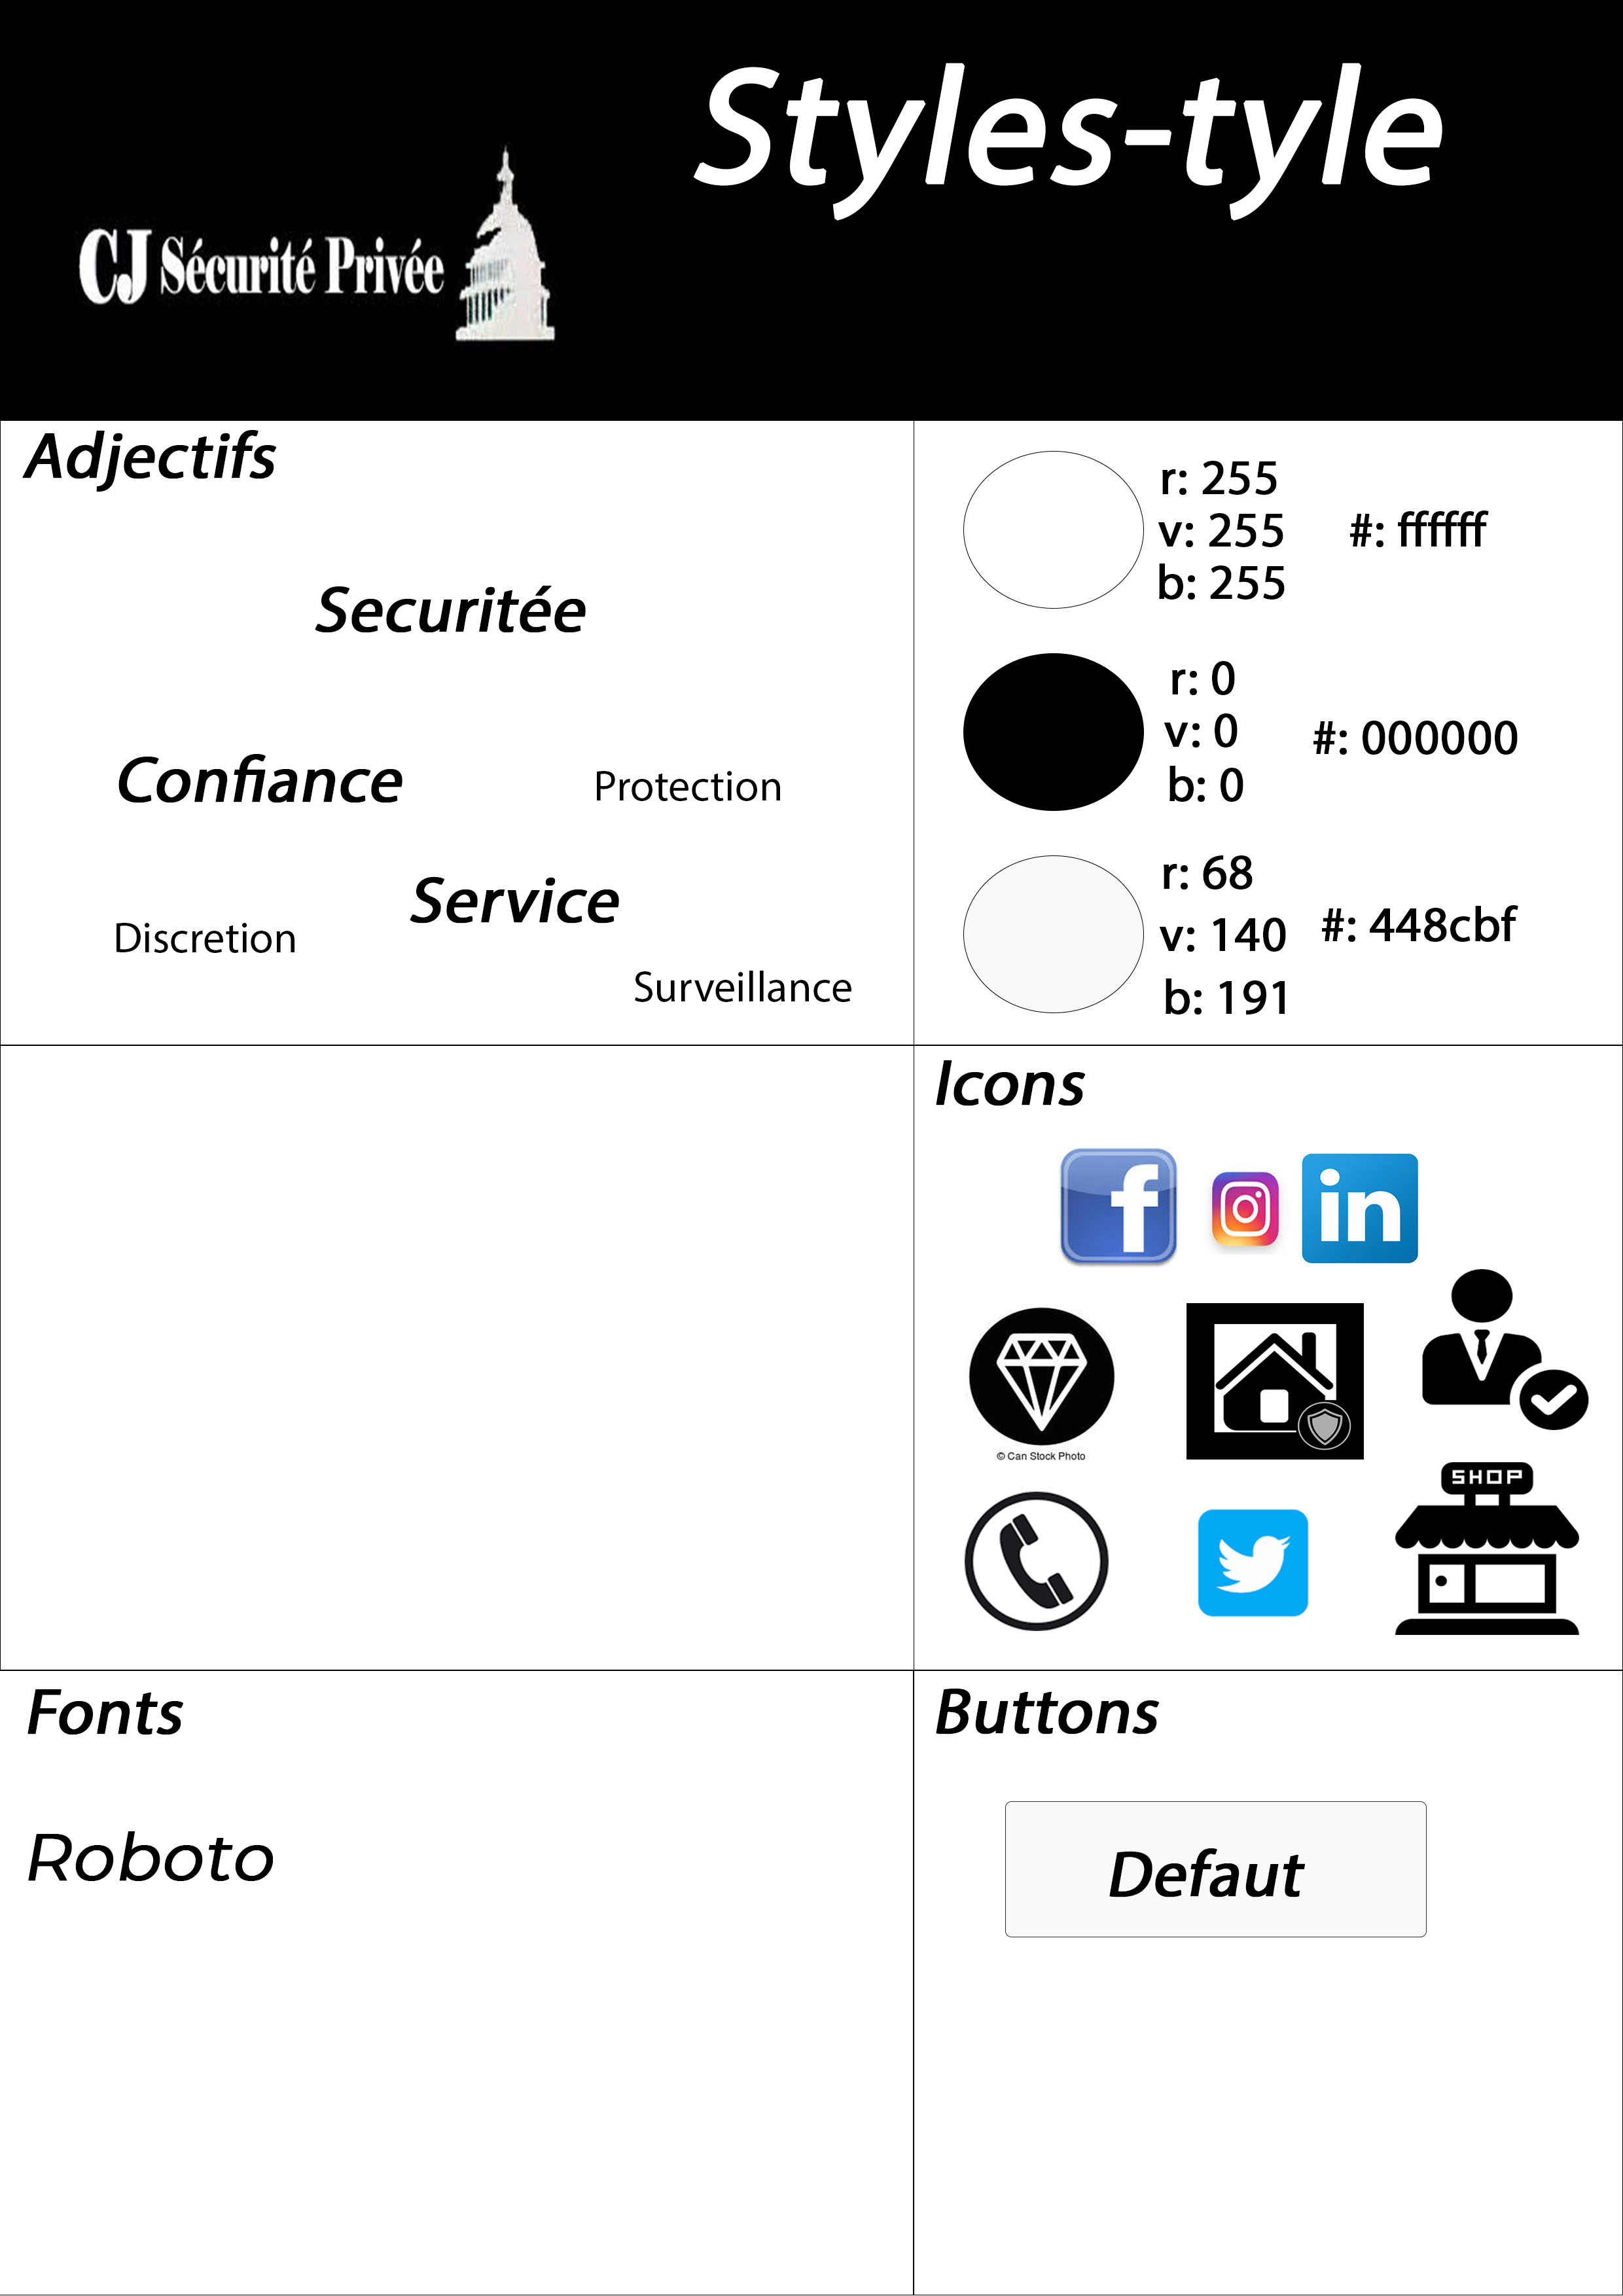 Styles-tyle
CJ Sécurité Privée
Adjectifs
Securitée
Confiance
Protection
Service
Discretion
Surveillance
r: 255
v: 255
b: 255
#: ffffff
r: 0
v: 0
b: 0
#: 000000
r: 68
v: 140
b: 191
#: 448cbf
Icons
f
in
© Can Stock Photo
SHOP
Fonts
Roboto
Buttons
Defaut